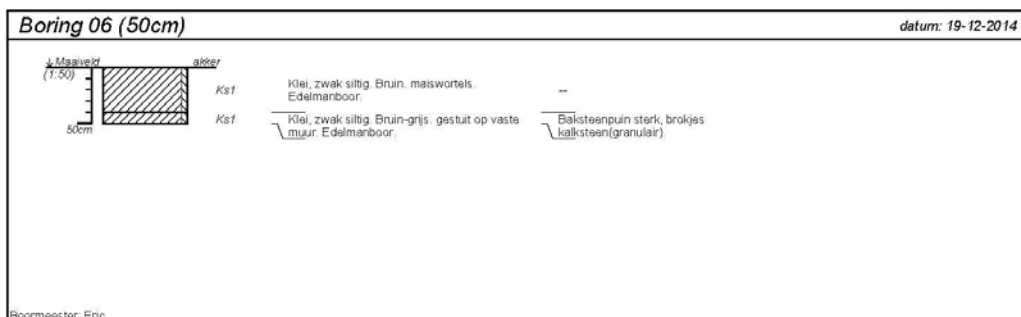 Boring 06 (50cm)
datum: 19-12-2014
Maaiveld
akker
(1:50)
Ks1
Klei, zwak siltig. Bruin. maiswortels.
Edelmanboor.
--
Ks1
Klei, zwak siltig. Bruin-grijs. gestuit op vaste
muur. Edelmanboor.
Baksteenpuin sterk, brokjes
kalksteen(granulair).
50cm
Boormeester: Eric